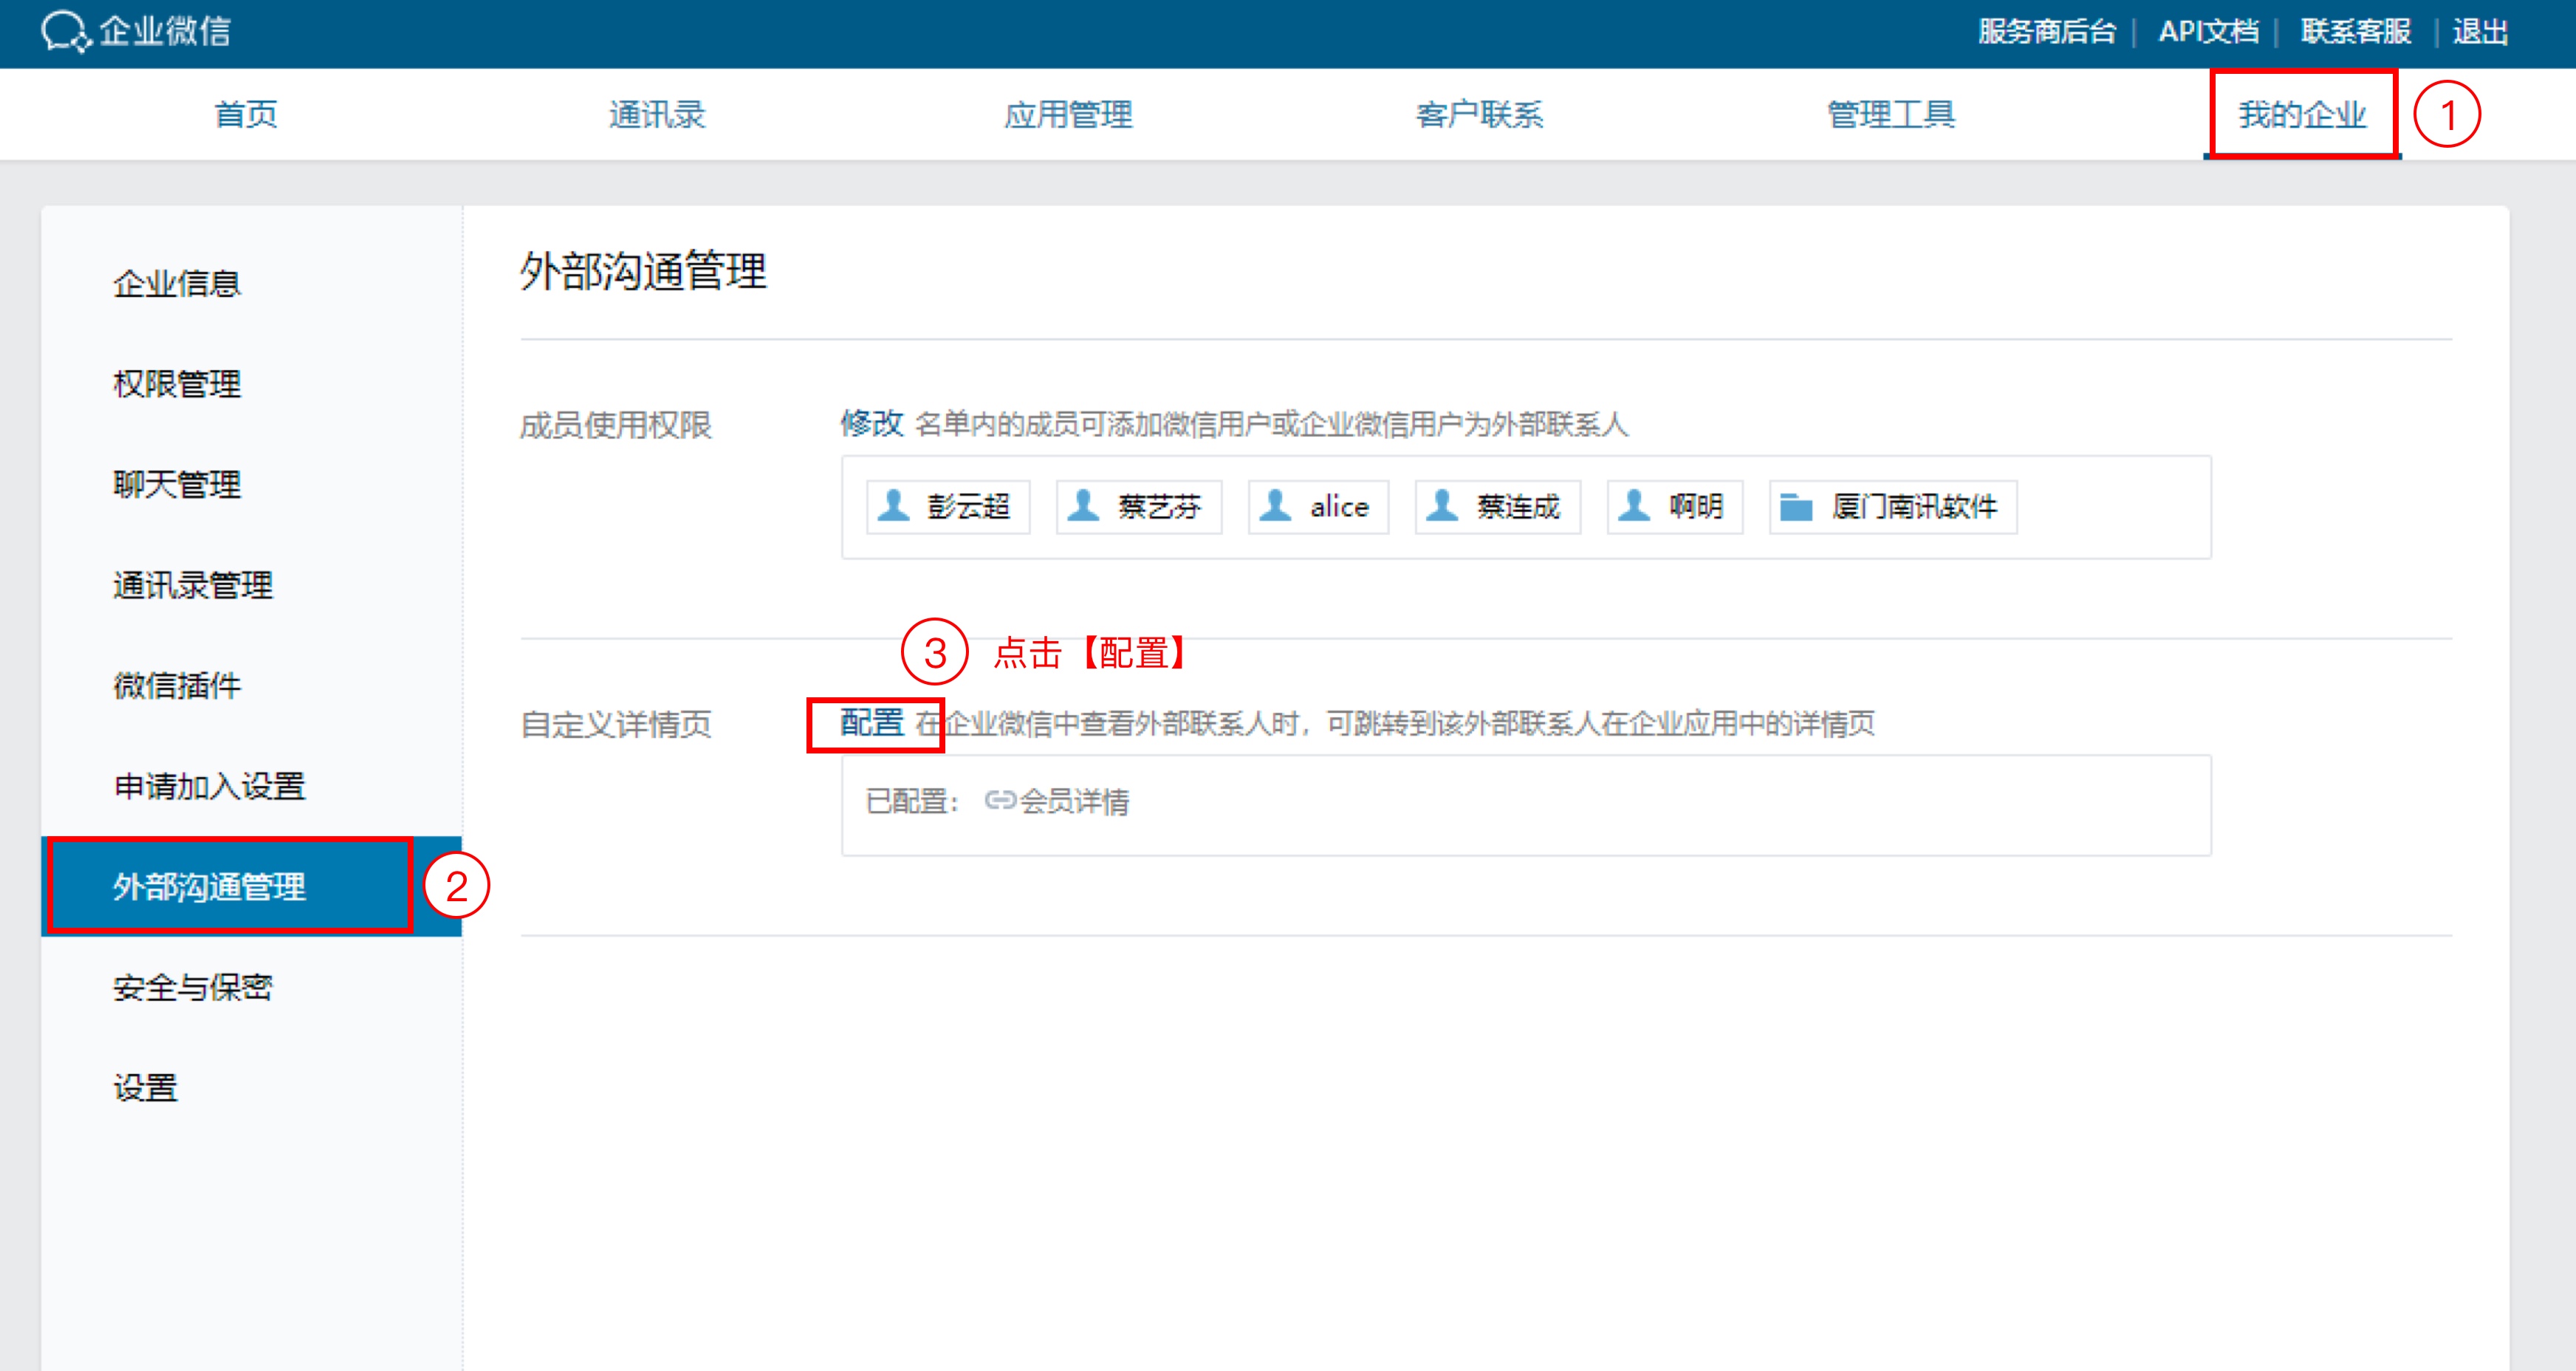 企业微信
服务商后台 | API文档 | 联系客服 | 退出
首页 通讯录 应用管理 客户联系 管理工具 我的企业 1
企业信息
权限管理
聊天管理
通讯录管理
微信插件
申请加入设置
外部沟通管理 2
安全与保密
设置
外部沟通管理
成员使用权限 修改 名单内的成员可添加微信用户或企业微信用户为外部联系人
彭云超 蔡艺芬 alice 蔡连成 啊明 厦门南讯软件
3 点击【配置】
自定义详情页 配置 在企业微信中查看外部联系人时，可跳转到该外部联系人在企业应用中的详情页
已配置： 会员详情